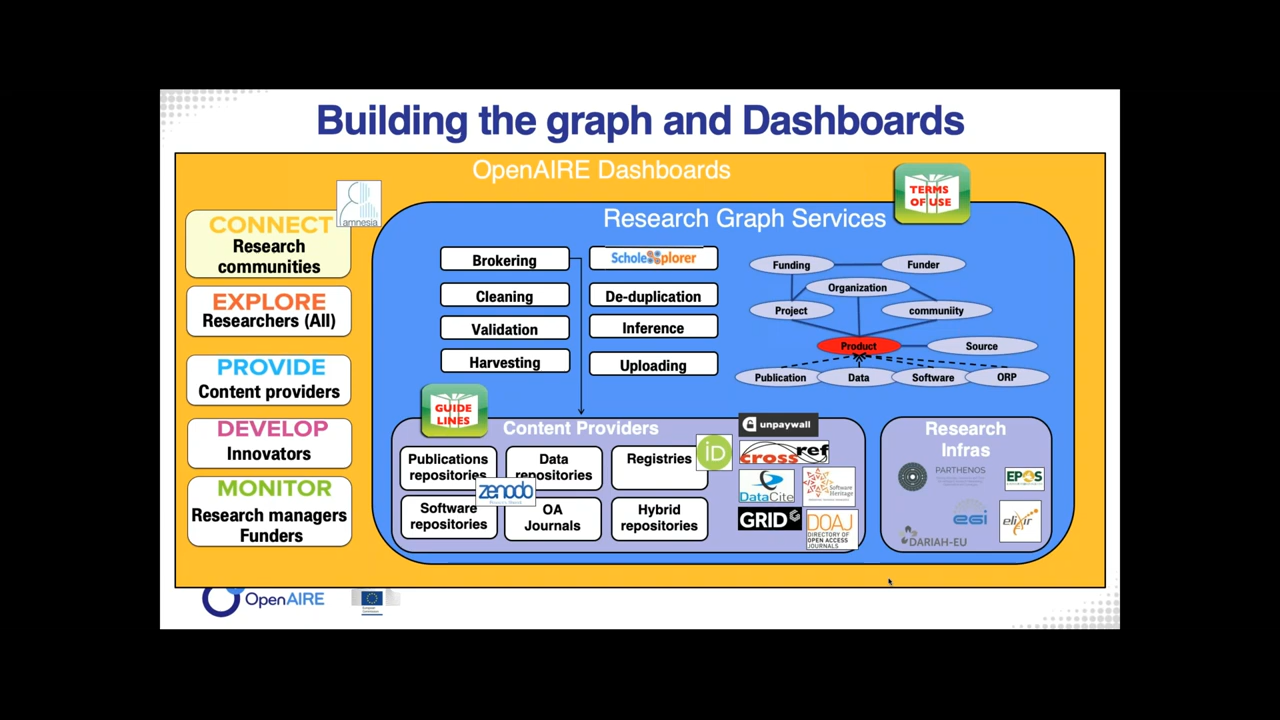 Building the graph and Dashboards
OpenAIRE Dashboards
TERMS
OF USE
amnesia
CONNECT
Research
communities
EXPLORE
Researchers (All)
PROVIDE
Content providers
DEVELOP
Innovators
MONITOR
Research managers
Funders
Research Graph Services
Brokering
Cleaning
Validation
Harvesting
ScholeXplorer
De-duplication
Inference
Uploading
Funding
Funder
Organization
Project
communiity
Product
Source
Publication
Data
Software
ORP
GUIDE
LINES
Content Providers
Publications
repositories
Data
repositories
Registries
iD
zenodo
Software
repositories
OA
Journals
Hybrid
repositories
unpaywall
crossref
DataCite
Software
Heritage
GRID
DOAJ
DIRECTORY OF
OPEN ACCESS
JOURNALS
Research
Infras
PARTHENOS
EPOS
egi
elixir
DARIAH-EU
OpenAIRE
European
Commission